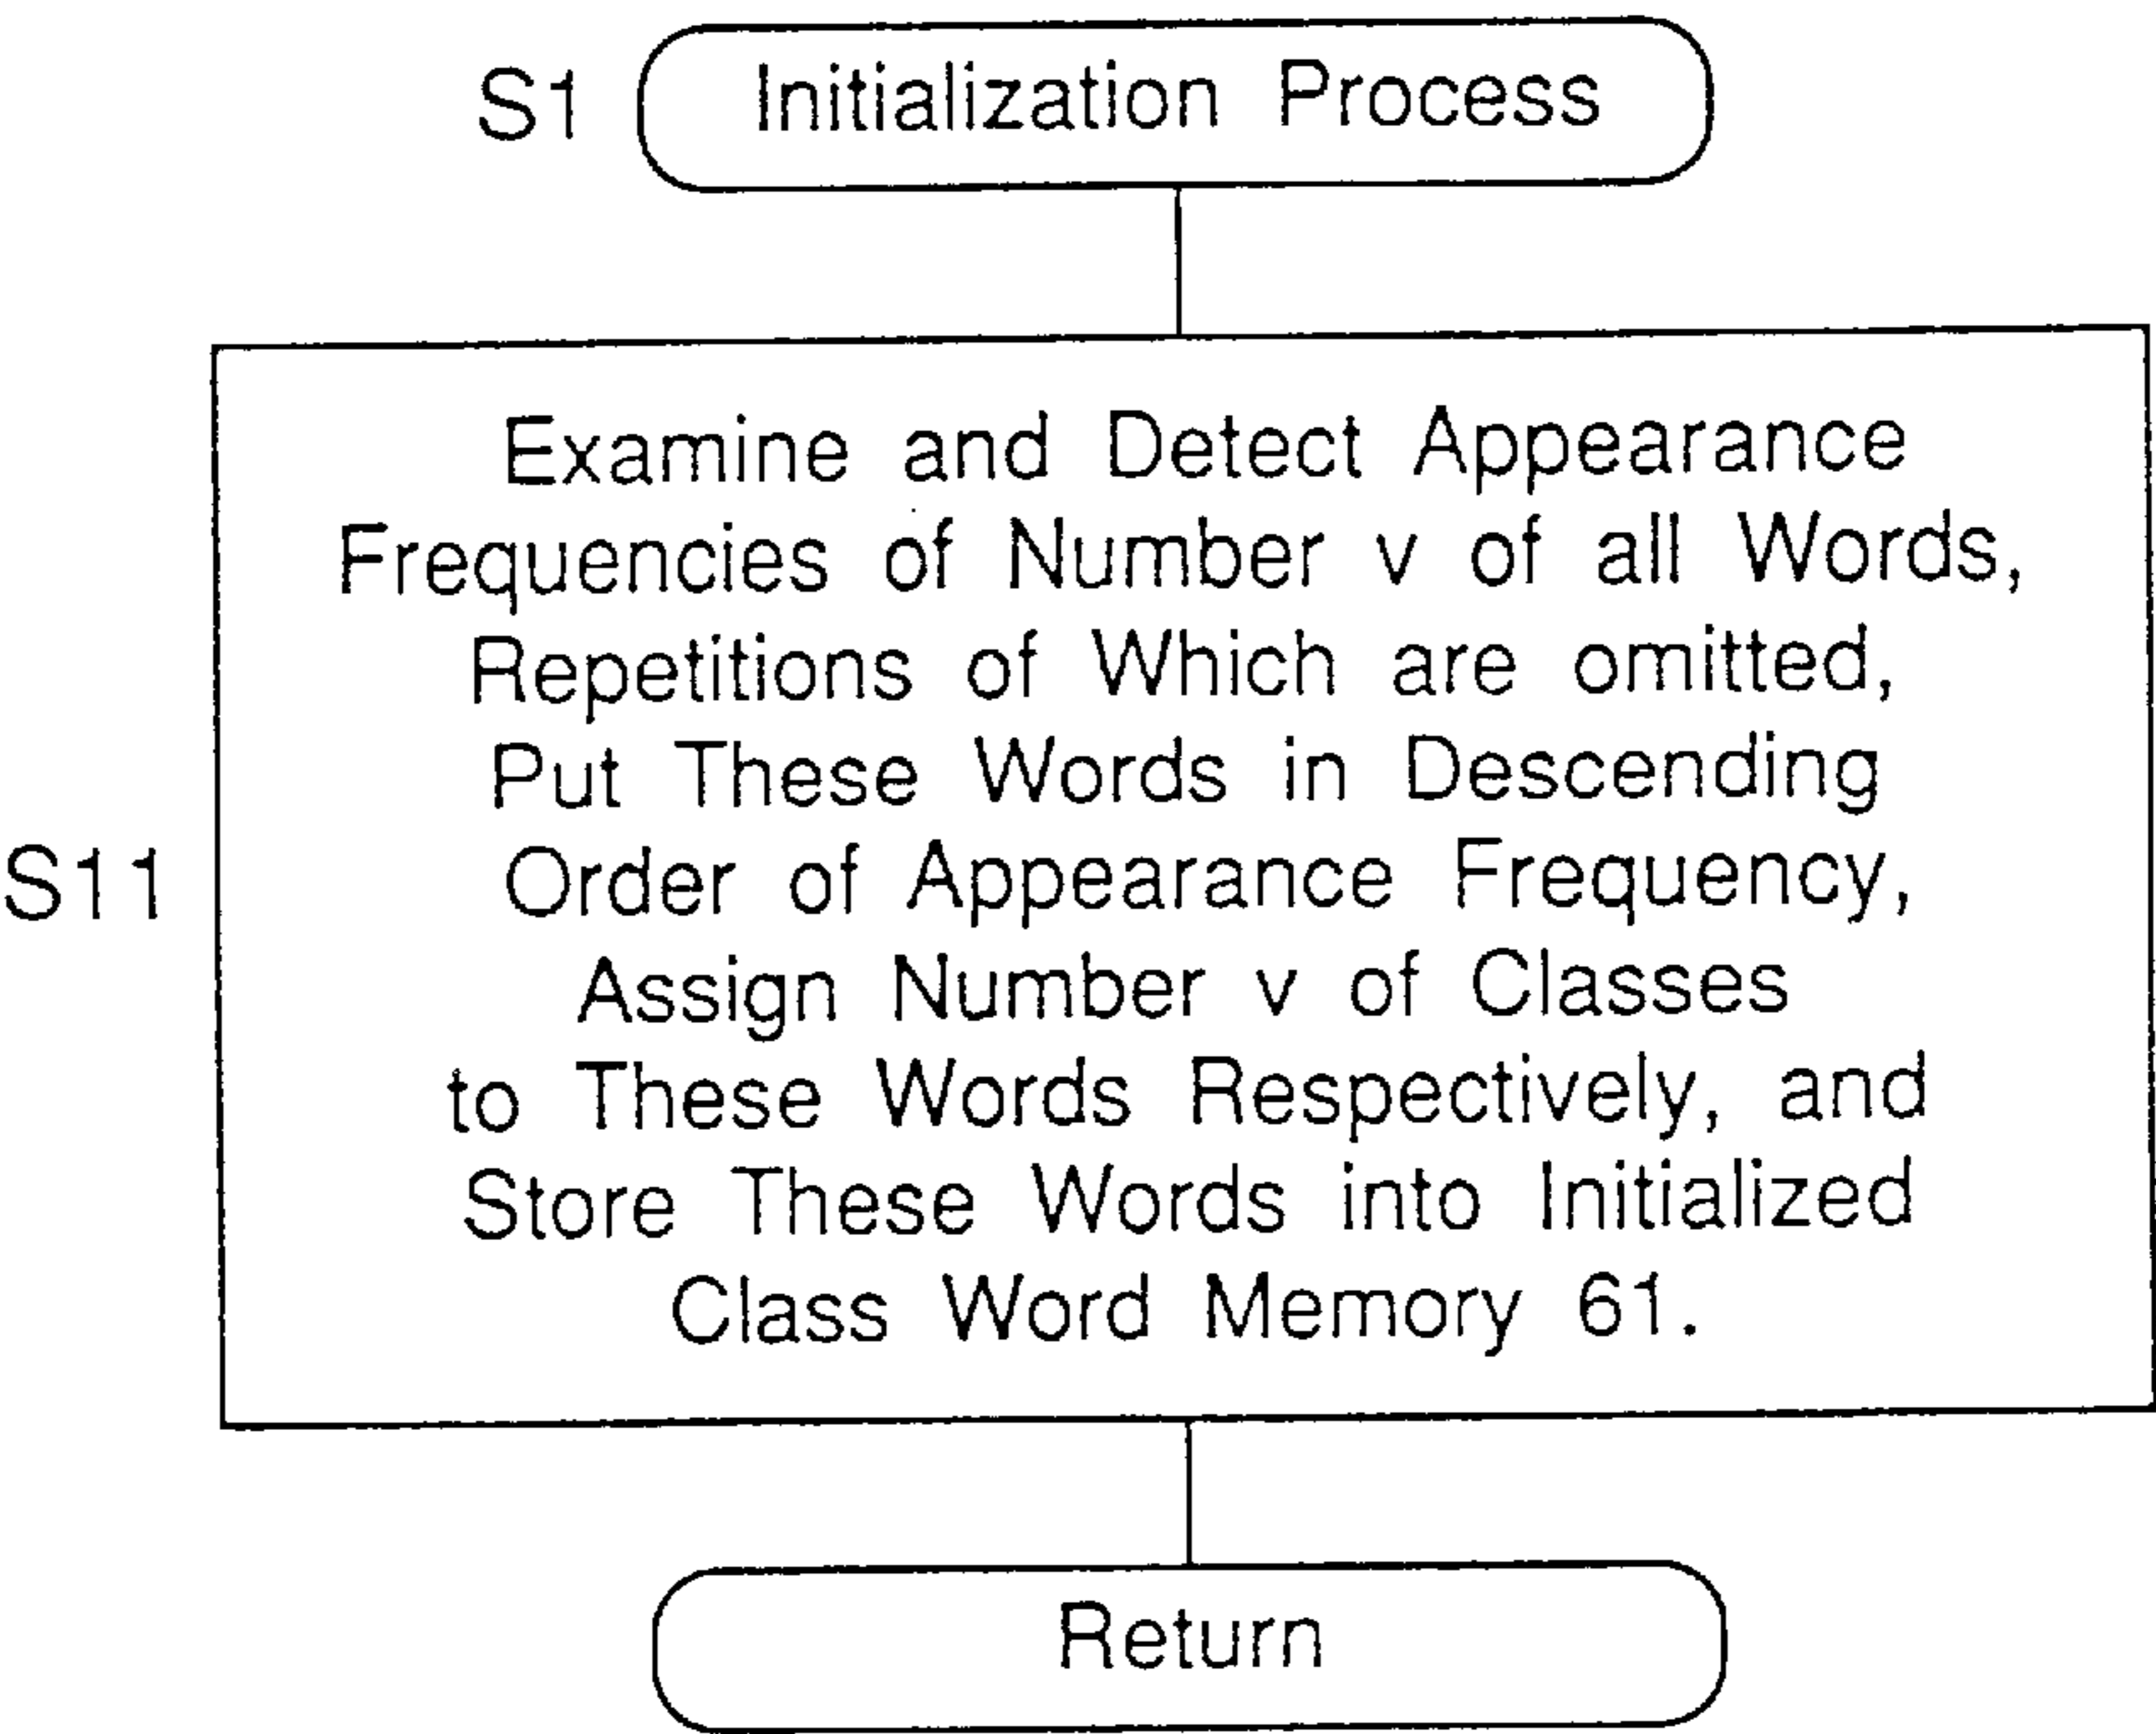 S1 Initialization Process
Examine and Detect Appearance
Frequencies of Number v of all Words,
Repetitions of Which are omitted,
Put These Words in Descending
S11 Order of Appearance Frequency,
Assign Number v of Classes
to These Words Respectively, and
Store These Words into Initialized
Class Word Memory 61.
Return